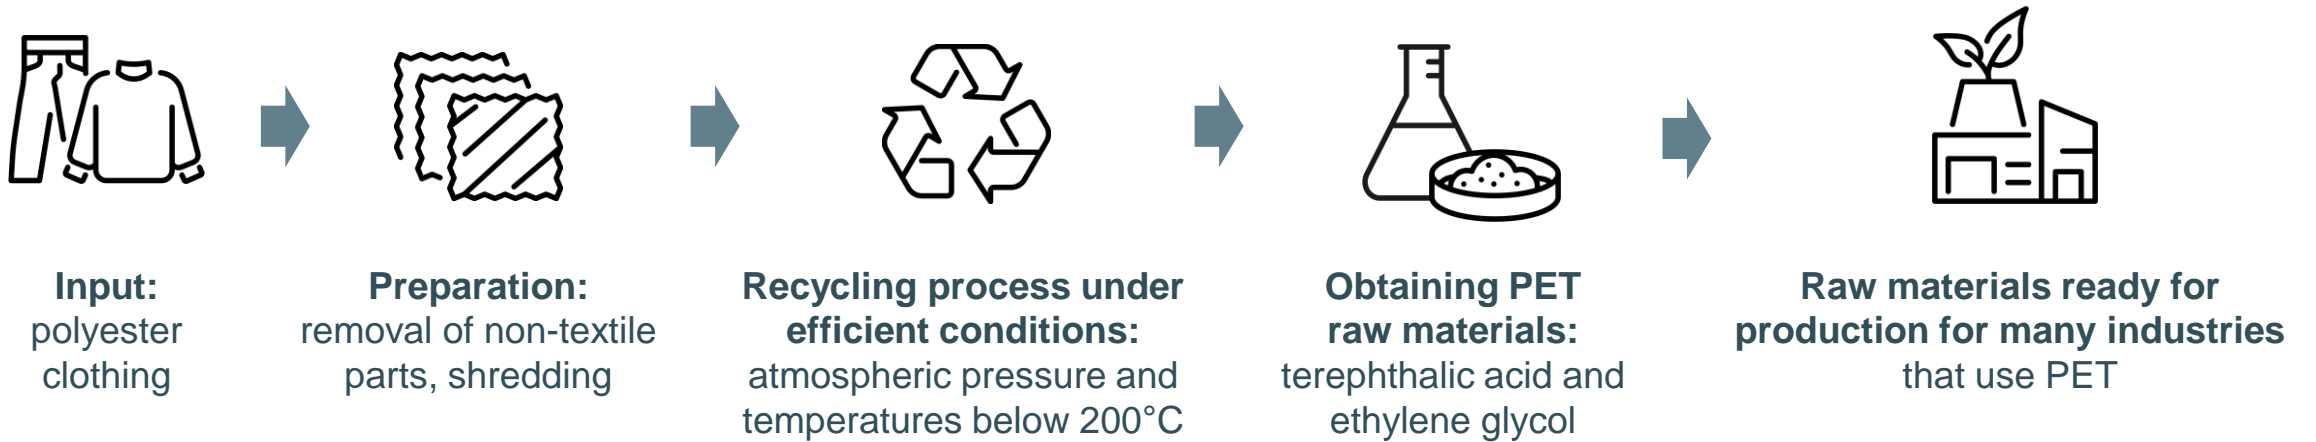 Input:
polyester
clothing
Preparation:
removal of non-textile
parts, shredding
Recycling process under
efficient conditions:
atmospheric pressure and
temperatures below 200°C
Obtaining PET
raw materials:
terephthalic acid and
ethylene glycol
Raw materials ready for
production for many industries
that use PET